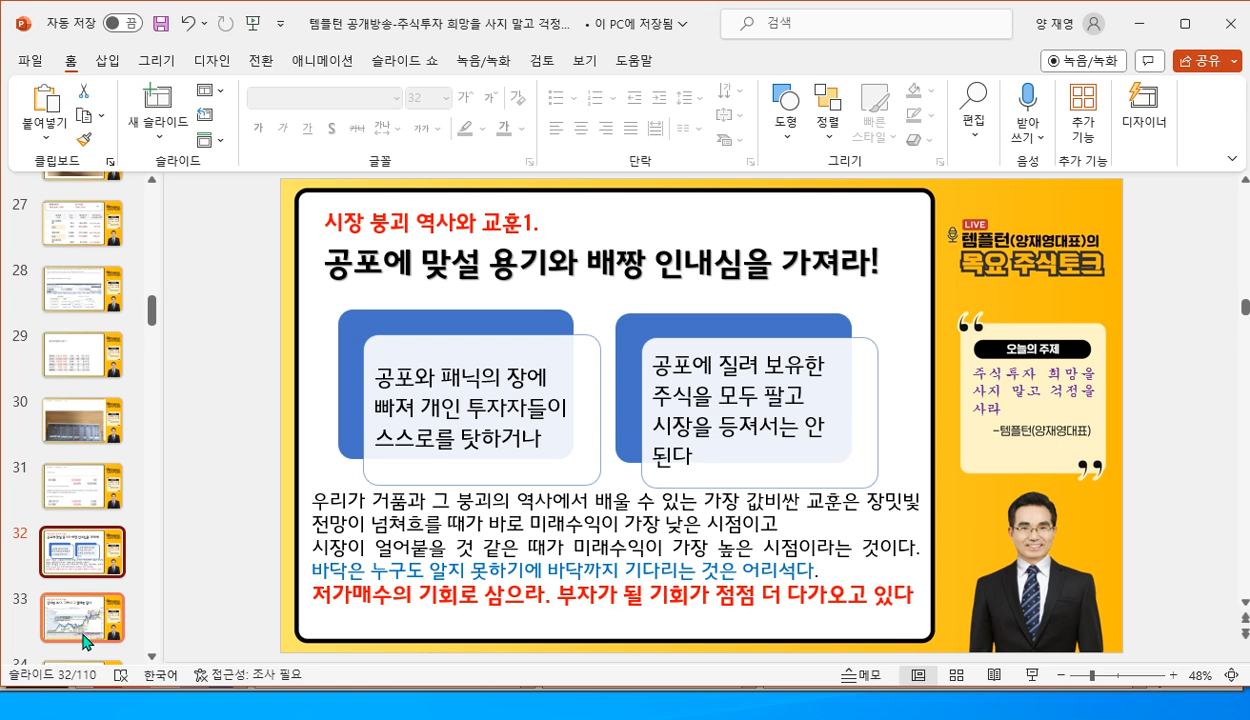 자동 저장 끔 템플턴 공개방송-주식투자 희망을 사지 말고 걱정... • 이 PC에 저장됨 검색 양 재영
파일 홈 삽입 그리기 디자인 전환 애니메이션 슬라이드 쇼 녹음/녹화 검토 보기 도움말 녹음/녹화 공유
붙여넣기 새 슬라이드 32 도형 정렬 빠른 스타일 편집 받아쓰기 추가 기능 디자이너
클립보드 슬라이드 글꼴 단락 그리기 음성 추가 기능
27
28
29
30
31
32
33
34
시장 붕괴 역사와 교훈1.
공포에 맞설 용기와 배짱 인내심을 가져라!
공포와 패닉의 장에
빠져 개인 투자자들이
스스로를 탓하거나
공포에 질려 보유한
주식을 모두 팔고
시장을 등져서는 안
된다
우리가 거품과 그 붕괴의 역사에서 배울 수 있는 가장 값비싼 교훈은 장밋빛
전망이 넘쳐흐를 때가 바로 미래수익이 가장 낮은 시점이고
시장이 얼어붙을 것 같은 때가 미래수익이 가장 높은 시점이라는 것이다.
바닥은 누구도 알지 못하기에 바닥까지 기다리는 것은 어리석다.
저가매수의 기회로 삼으라. 부자가 될 기회가 점점 더 다가오고 있다
LIVE
템플턴(양재영대표)의
목요 주식토크
오늘의 주제
주식투자 희망을
사지 말고 걱정을
사라
-템플턴(양재영대표)
슬라이드 32/110 한국어 접근성: 조사 필요 메모 48%